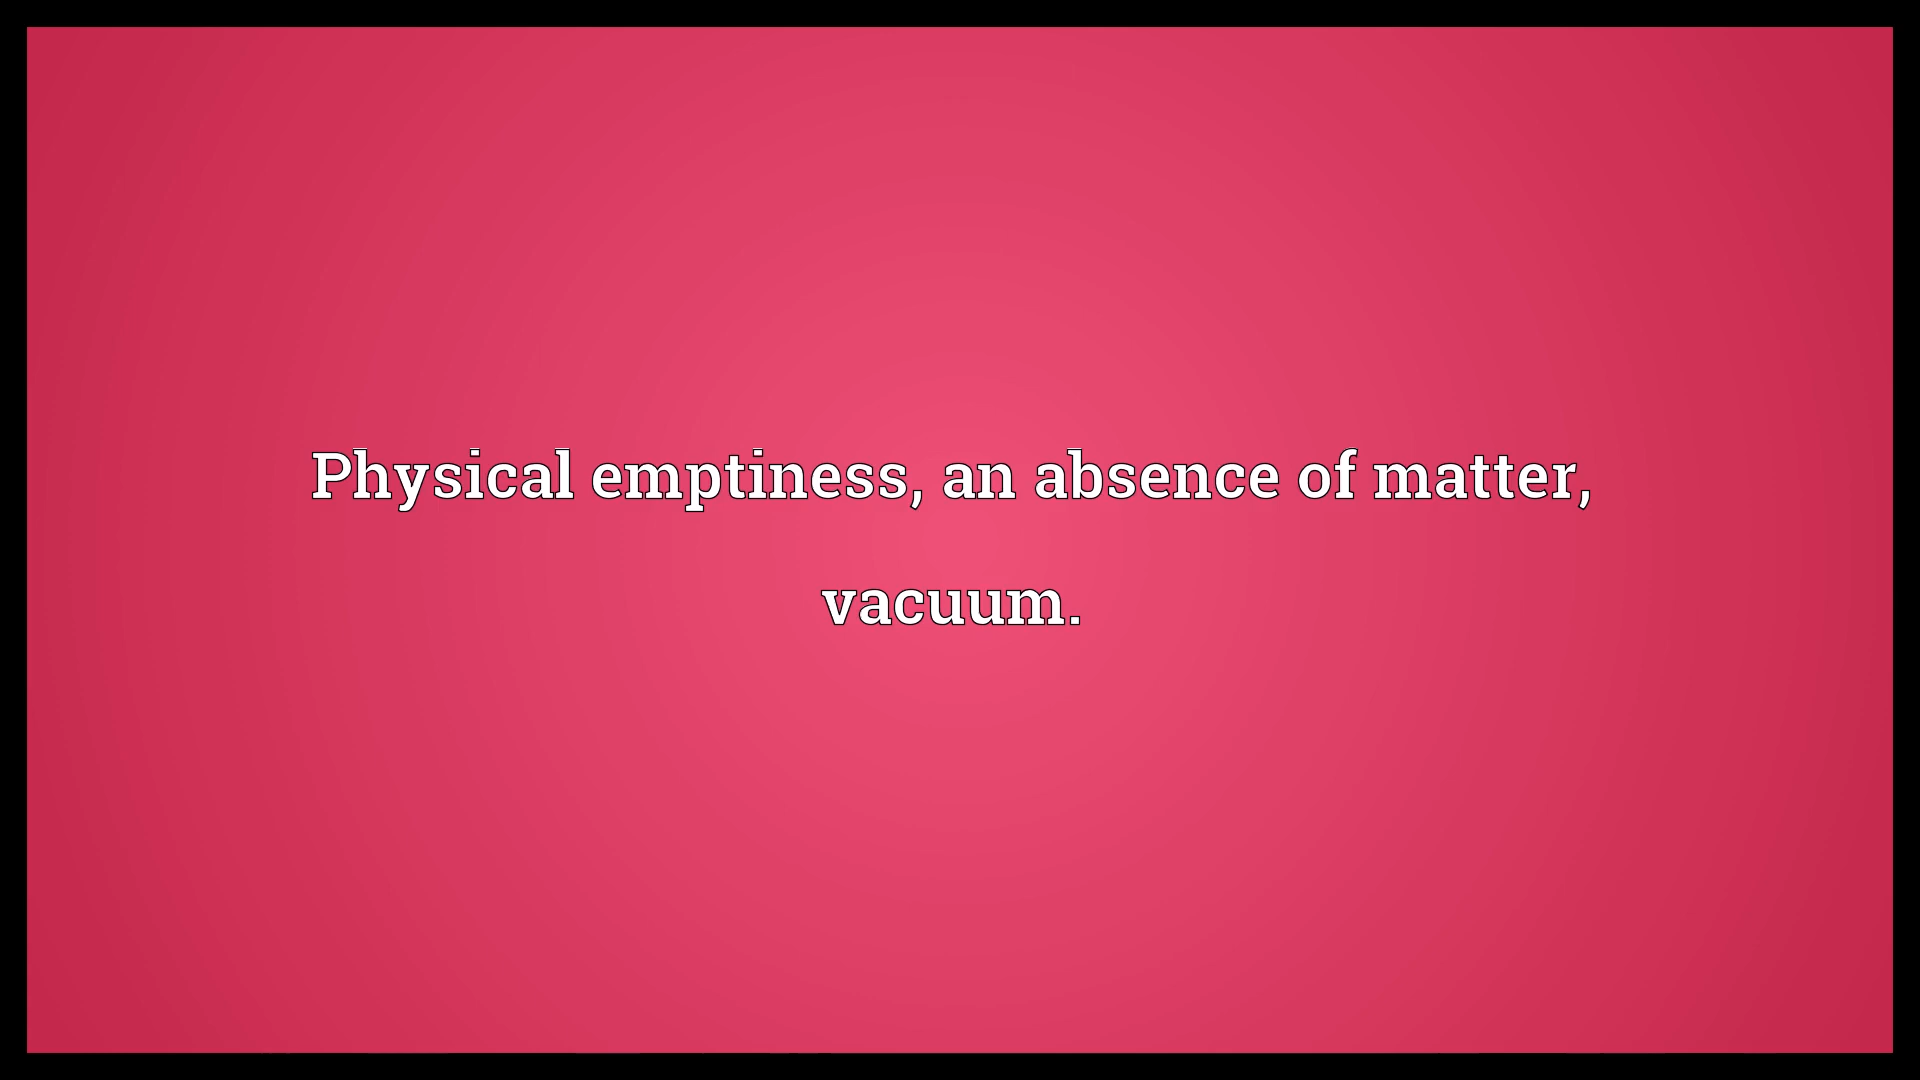 Physical emptiness, an absence of matter,
vacuum.